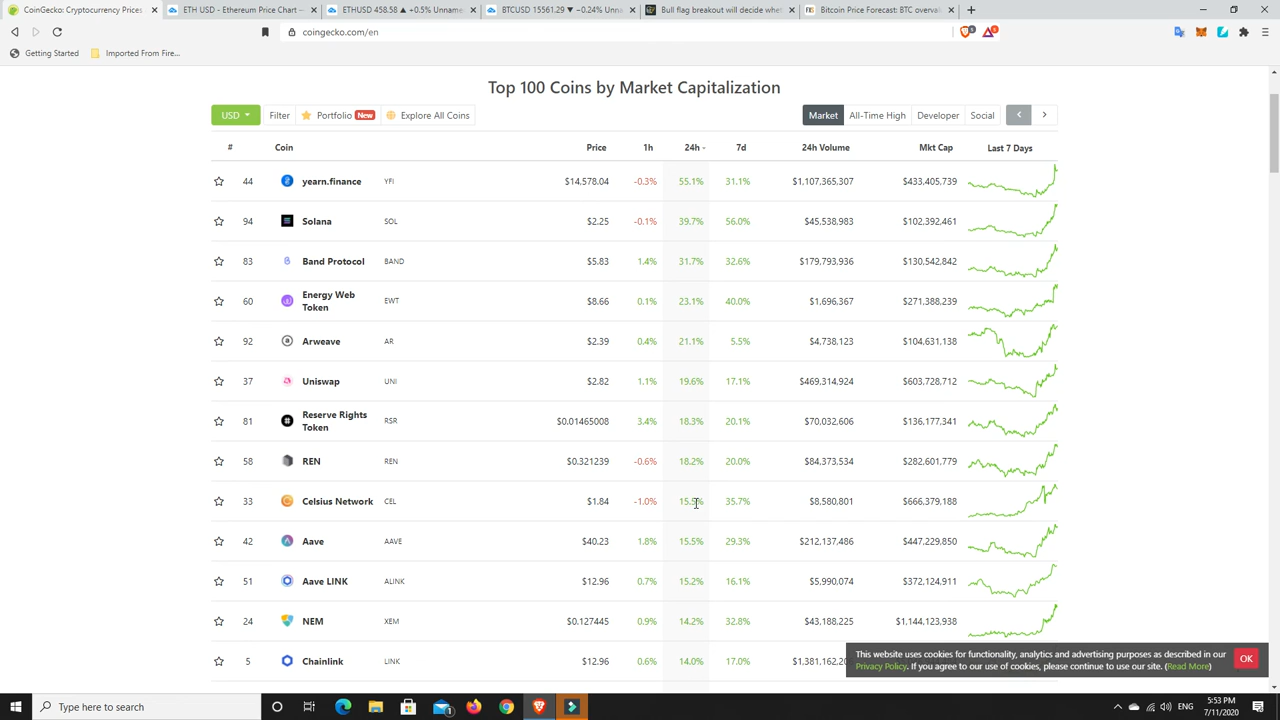 CoinGecko: Cryptocurrency Prices
ETH USD - Ethereum Price Chart —
ETHUSD 458.58 ▲ +0.5% Unname
BTCUSD 15561.29 ▼ −0.24% Unn
Bull flag breakout will decide whet
Bitcoin Price Forecast: BTC overval
coingecko.com/en
Getting Started
Imported From Fire...
Top 100 Coins by Market Capitalization
USD
Filter
Portfolio New
Explore All Coins
Market
All-Time High
Developer
Social
# Coin Price 1h 24h 7d 24h Volume Mkt Cap Last 7 Days
44 yearn.finance YFI $14,578.04 -0.3% 55.1% 31.1% $1,107,365,307 $433,405,739
94 Solana SOL $2.25 -0.1% 39.7% 56.0% $45,538,983 $102,392,461
83 Band Protocol BAND $5.83 1.4% 31.7% 32.6% $179,793,936 $130,542,842
60 Energy Web Token EWT $8.66 0.1% 23.1% 40.0% $1,696,367 $271,388,239
92 Arweave AR $2.39 0.4% 21.1% 5.5% $4,738,123 $104,631,138
37 Uniswap UNI $2.82 1.1% 19.6% 17.1% $469,314,924 $603,728,712
81 Reserve Rights Token RSR $0.01465008 3.4% 18.3% 20.1% $70,032,606 $136,177,341
58 REN REN $0.321239 -0.6% 18.2% 20.0% $84,373,534 $282,601,779
33 Celsius Network CEL $1.84 -1.0% 35.7% $8,580,801 $666,379,188
42 Aave AAVE $40.23 1.8% 15.5% 29.3% $212,137,486 $447,229,850
51 Aave LINK ALINK $12.96 0.7% 15.2% 16.1% $5,990,074 $372,124,911
24 NEM XEM $0.127445 0.9% 14.2% 32.8% $43,188,225 $1,144,123,938
5 Chainlink LINK $12.96 0.6% 14.0% 17.0%
This website uses cookies for functionality, analytics and advertising purposes as described in our
Privacy Policy. If you agree to our use of cookies, please continue to use our site. (Read More)
OK
Type here to search
ENG
5:53 PM
7/11/2020